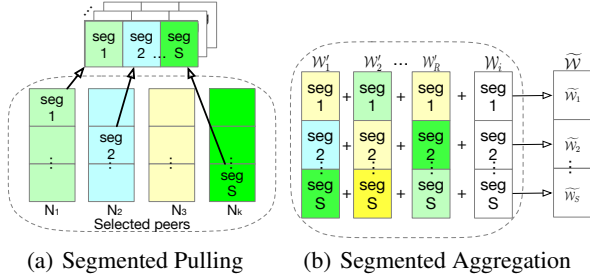 seg seg seg
1 2 ... S
seg
1
seg
2
seg
S
N₁ N₂ N₃ Nₖ
Selected peers
(a) Segmented Pulling
𝒲′₁ 𝒲′₂ ... 𝒲′_R 𝒲ᵢ 𝒲̃
seg + seg + seg + seg 𝒲̃₁
1 1 1 1
seg + seg + seg + seg 𝒲̃₂
2 2 2 2
seg + seg + seg + seg 𝒲̃_S
S S S S
(b) Segmented Aggregation